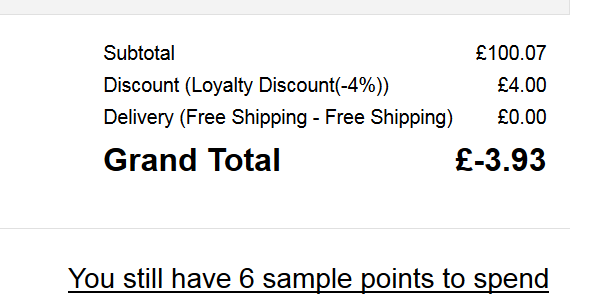 Subtotal £100.07
Discount (Loyalty Discount(-4%)) £4.00
Delivery (Free Shipping - Free Shipping) £0.00
Grand Total £-3.93
You still have 6 sample points to spend